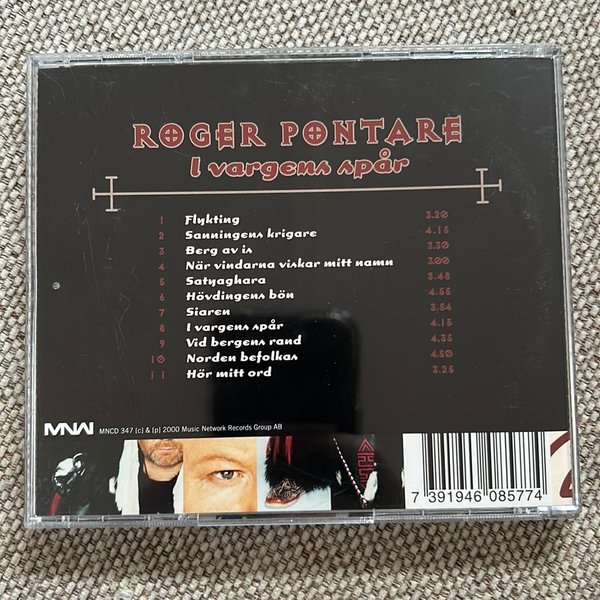 ROGER PONTARE
I vargens spår
1 Flykting 3.20
2 Sanningens krigare 4.15
3 Berg av is 3.30
4 När vindarna viskar mitt namn 3.00
5 Satyaghara 3.48
6 Hövdingens bön 4.55
7 Siaren 3.54
8 I vargens spår 4.15
9 Vid bergens rand 4.35
10 Norden befolkas 4.50
11 Hör mitt ord 3.25
MNW MNCD 347 [c] & [p] 2000 Music Network Records Group AB
7 391946 085774